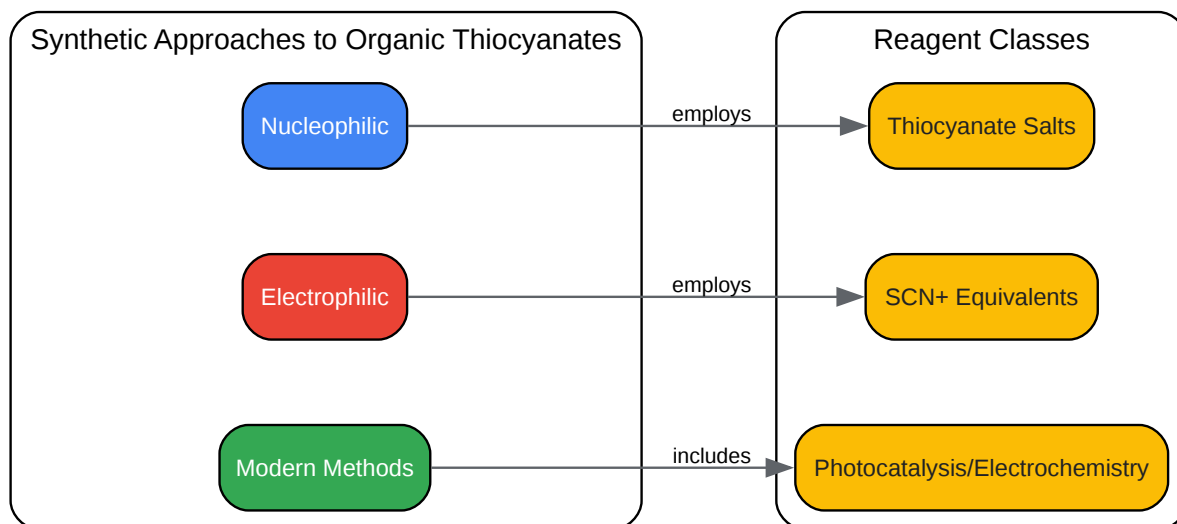 Synthetic Approaches to Organic Thiocyanates
Reagent Classes
Nucleophilic
employs
Thiocyanate Salts
Electrophilic
employs
SCN+ Equivalents
Modern Methods
includes
Photocatalysis/Electrochemistry